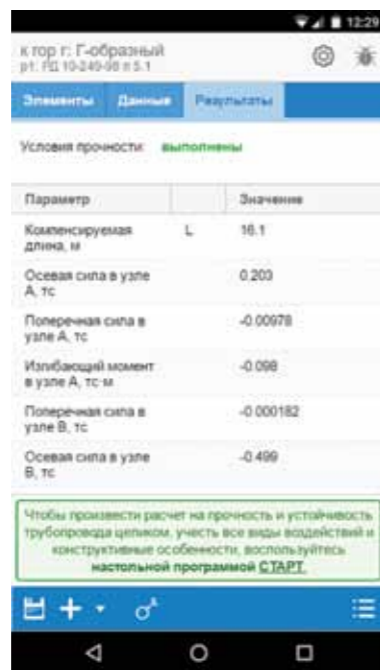 12:29
к гор г: Г-образный
р1: РД 10-249-98 п 5.1
Элементы Данные Результаты
Условия прочности: выполнены
Параметр Значение
Компенсируемая L 16.1
длина, м
Осевая сила в узле 0.203
А, тс
Поперечная сила в -0.00978
узле А, тс
Изгибающий момент -0.098
в узле А, тс·м
Поперечная сила в -0.000182
узле В, тс
Осевая сила в узле -0.499
В, тс
Чтобы произвести расчет на прочность и устойчивость
трубопровода целиком, учесть все виды воздействий и
конструктивные особенности, воспользуйтесь
настольной программой СТАРТ.